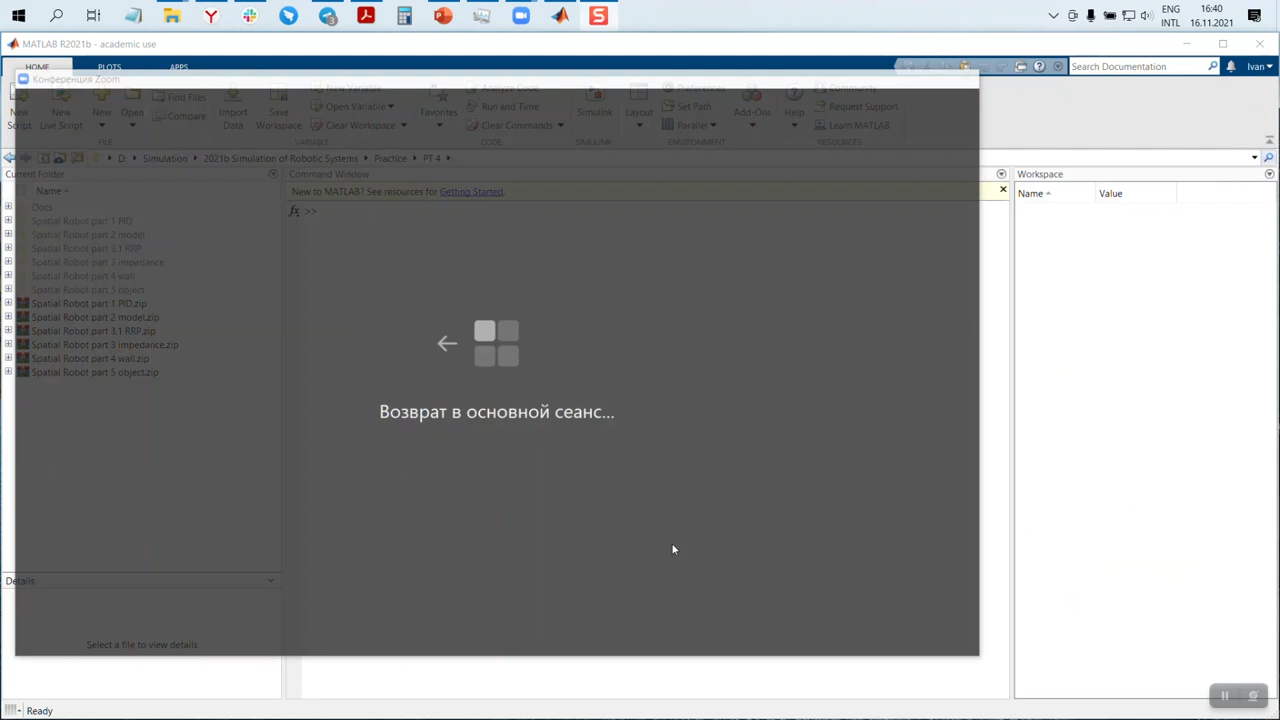 16:40
ENG
INTL
16.11.2021
3
MATLAB R2021b - academic use
HOME
PLOTS
APPS
Search Documentation
Ivan
Конференция Zoom
New Script
New Live Script
New
Open
Find Files
Compare
Import Data
Save Workspace
New Variable
Open Variable
Clear Workspace
Favorites
Analyze Code
Run and Time
Clear Commands
Simulink
Layout
Preferences
Set Path
Parallel
Add-Ons
Help
Community
Request Support
Learn MATLAB
FILE
VARIABLE
CODE
SIMULINK
ENVIRONMENT
RESOURCES
D: Simulation 2021b Simulation of Robotic Systems Practice PT 4
Current Folder
Name
Docs
Spatial Robot part 1 PID
Spatial Robot part 2 model
Spatial Robot part 3.1 RRP
Spatial Robot part 3 impedance
Spatial Robot part 4 wall
Spatial Robot part 5 object
Spatial Robot part 1 PID.zip
Spatial Robot part 2 model.zip
Spatial Robot part 3.1 RRP.zip
Spatial Robot part 3 impedance.zip
Spatial Robot part 4 wall.zip
Spatial Robot part 5 object.zip
Command Window
New to MATLAB? See resources for Getting Started.
fx >>
Workspace
Name
Value
Возврат в основной сеанс...
Details
Select a file to view details
Ready